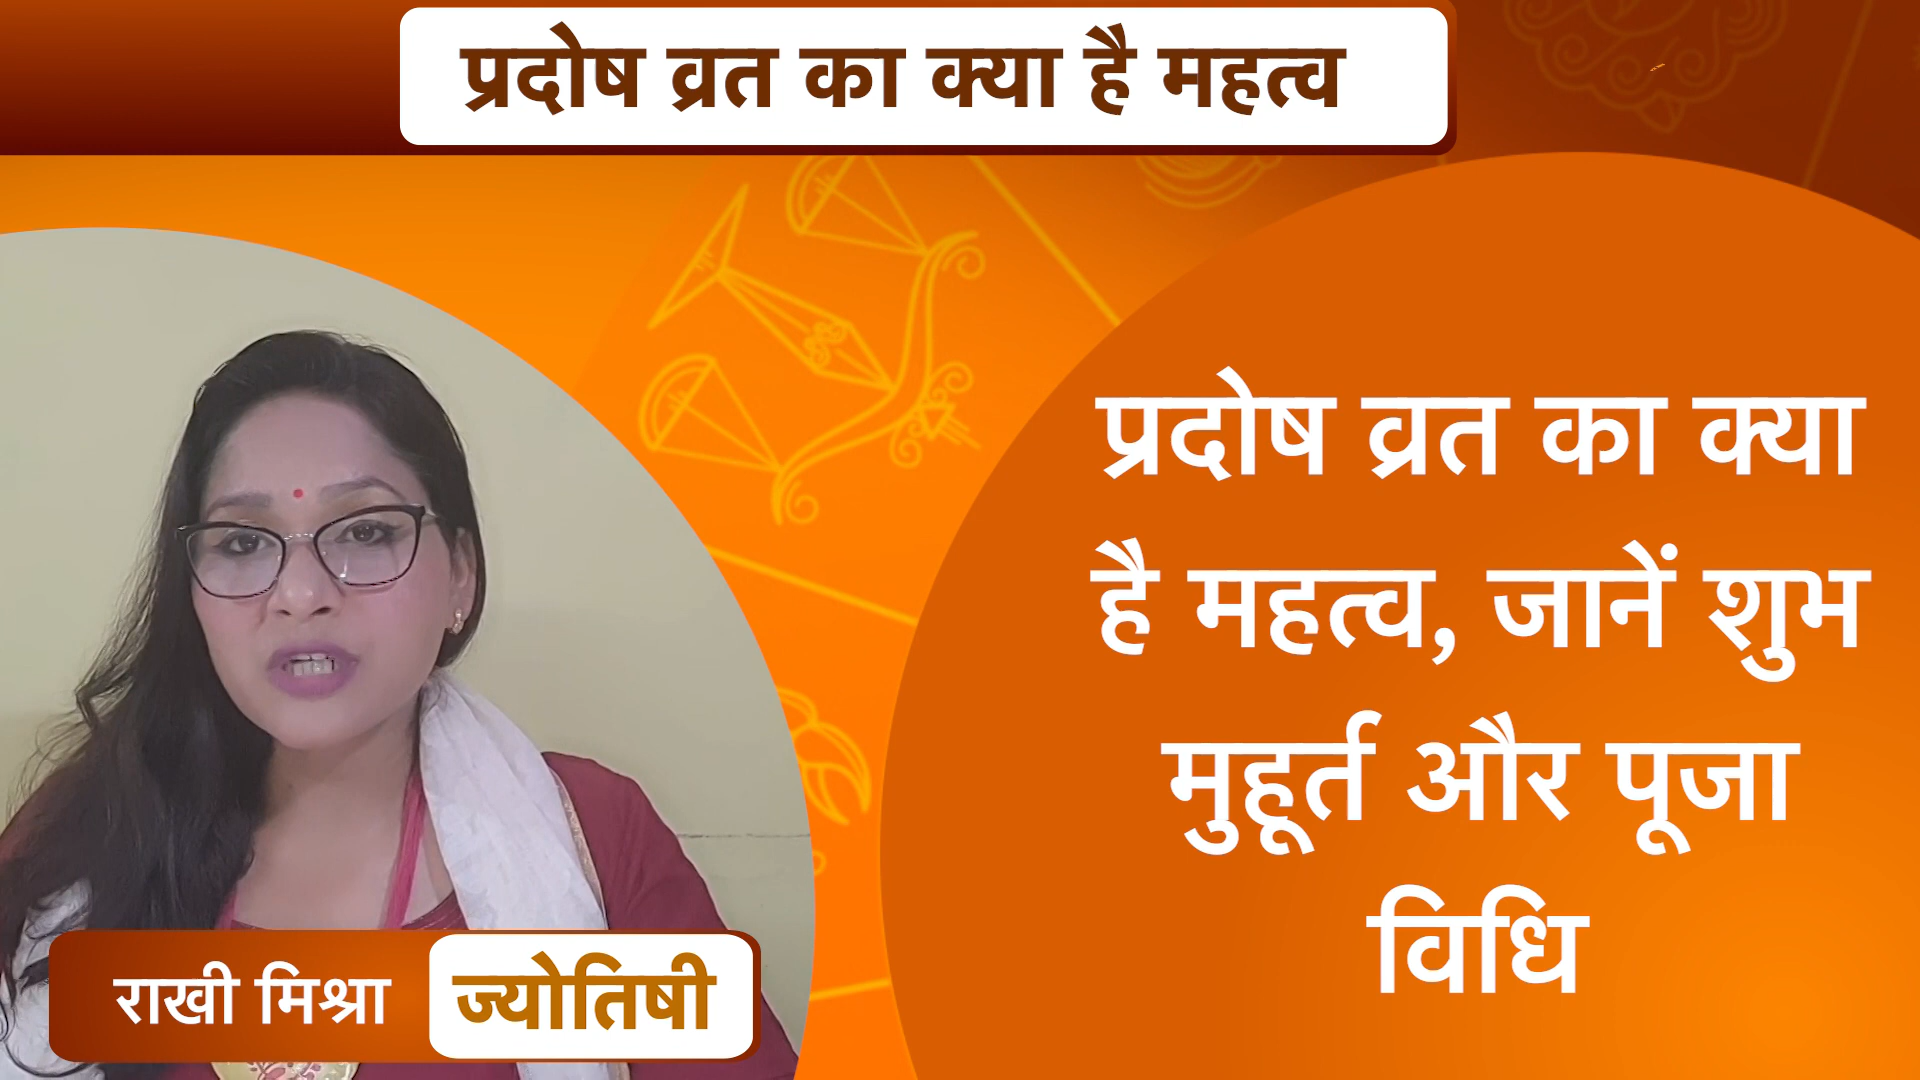 प्रदोष व्रत का क्या है महत्व
प्रदोष व्रत का क्या
है महत्व, जानें शुभ
मुहूर्त और पूजा
विधि
राखी मिश्रा
ज्योतिषी